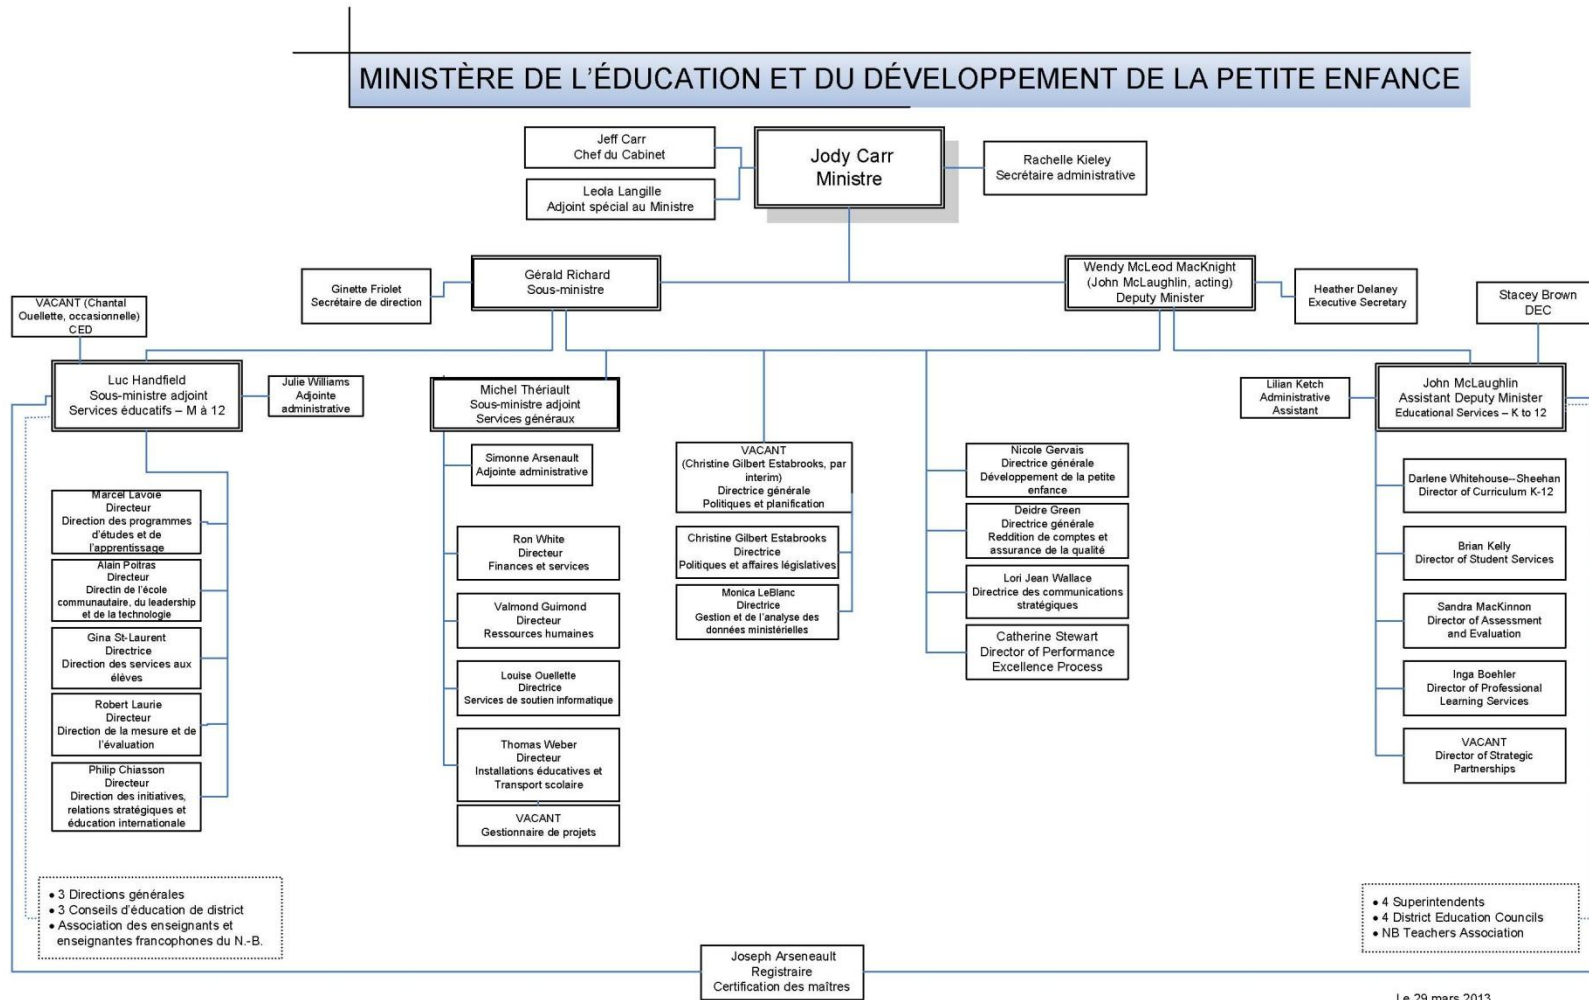 MINISTÈRE DE L'ÉDUCATION ET DU DÉVELOPPEMENT DE LA PETITE ENFANCE
Jeff Carr
Chef du Cabinet
Leola Langille
Adjoint spécial au Ministre
Jody Carr
Ministre
Rachelle Kieley
Secrétaire administrative
Ginette Friolet
Secrétaire de direction
Gérald Richard
Sous-ministre
Wendy McLeod MacKnight
(John McLaughlin, acting)
Deputy Minister
Heather Delaney
Executive Secretary
Stacey Brown
DEC
VACANT (Chantal
Ouellette, occasionnelle)
CED
Luc Handfield
Sous-ministre adjoint
Services éducatifs – M à 12
Julie Williams
Adjointe
administrative
Michel Thériault
Sous-ministre adjoint
Services généraux
Lilian Ketch
Administrative
Assistant
John McLaughlin
Assistant Deputy Minister
Educational Services – K to 12
Marcel Lavoie
Directeur
Direction des programmes
d'études et de
l'apprentissage
Alain Poitras
Directeur
Directin de l'école
communautaire, du leadership
et de la technologie
Gina St-Laurent
Directrice
Direction des services aux
élèves
Robert Laurie
Directeur
Direction de la mesure et de
l'évaluation
Philip Chiasson
Directeur
Direction des initiatives,
relations stratégiques et
éducation internationale
Simonne Arsenault
Adjointe administrative
Ron White
Directeur
Finances et services
Valmond Guimond
Directeur
Ressources humaines
Louise Ouellette
Directrice
Services de soutien informatique
Thomas Weber
Directeur
Installations éducatives et
Transport scolaire
VACANT
Gestionnaire de projets
VACANT
(Christine Gilbert Estabrooks, par
interim)
Directrice générale
Politiques et planification
Christine Gilbert Estabrooks
Directrice
Politiques et affaires législatives
Monica LeBlanc
Directrice
Gestion et de l'analyse des
données ministérielles
Nicole Gervais
Directrice générale
Développement de la petite
enfance
Deidre Green
Directrice générale
Reddition de comptes et
assurance de la qualité
Lori Jean Wallace
Directrice des communications
stratégiques
Catherine Stewart
Director of Performance
Excellence Process
Darlene Whitehouse--Sheehan
Director of Curriculum K-12
Brian Kelly
Director of Student Services
Sandra MacKinnon
Director of Assessment
and Evaluation
Inga Boehler
Director of Professional
Learning Services
VACANT
Director of Strategic
Partnerships
• 3 Directions générales
• 3 Conseils d'éducation de district
• Association des enseignants et
enseignantes francophones du N.-B.
• 4 Superintendents
• 4 District Education Councils
• NB Teachers Association
Joseph Arseneault
Registraire
Certification des maîtres
Le 29 mars 2013